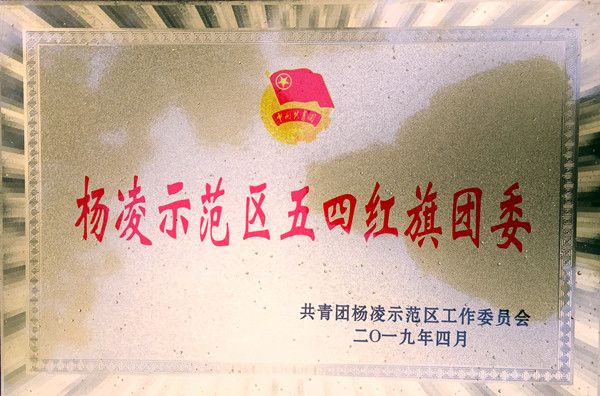 中国共青团
杨凌示范区五四红旗团委
共青团杨凌示范区工作委员会
二〇一九年四月